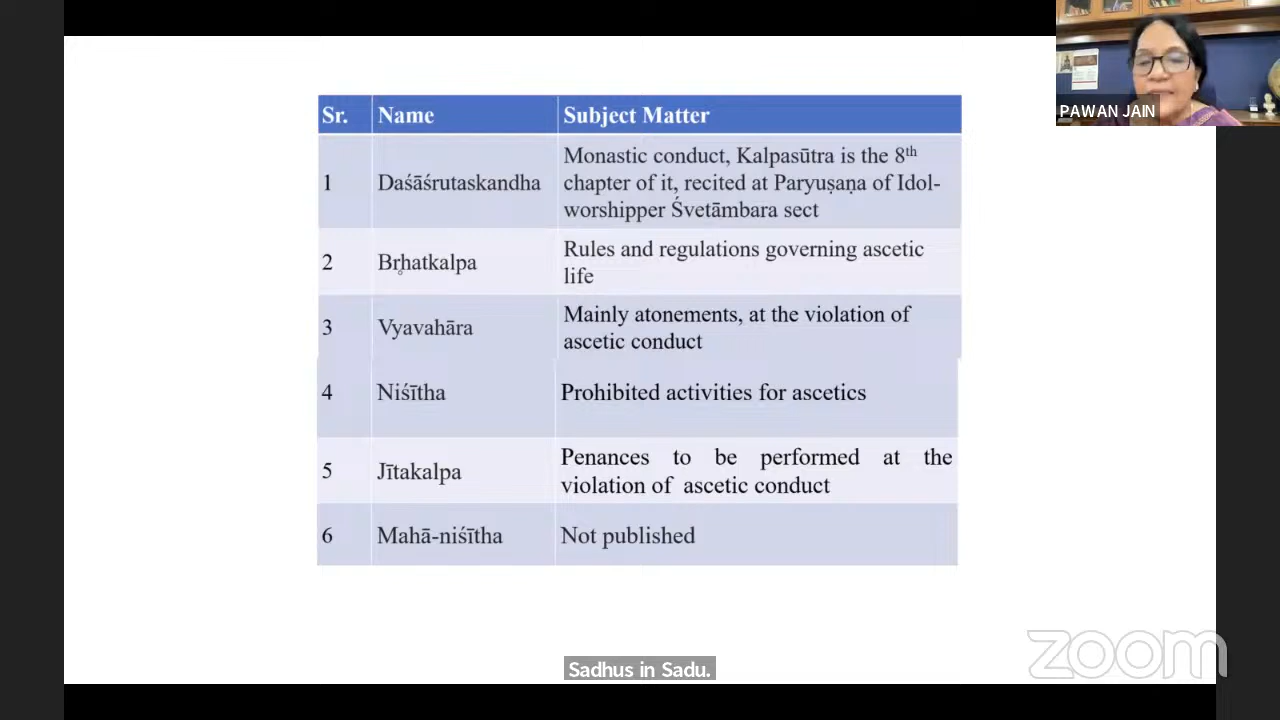 PAWAN JAIN
Sr. Name Subject Matter
1 Daśāśrutaskandha Monastic conduct, Kalpasūtra is the 8th
chapter of it, recited at Paryuṣaṇa of Idol-
worshipper Śvetāmbara sect
2 Br̥hatkalpa Rules and regulations governing ascetic
life
3 Vyavahāra Mainly atonements, at the violation of
ascetic conduct
4 Niśītha Prohibited activities for ascetics
5 Jītakalpa Penances to be performed at the
violation of ascetic conduct
6 Mahā-niśītha Not published
Sadhus in Sadu.
zoom